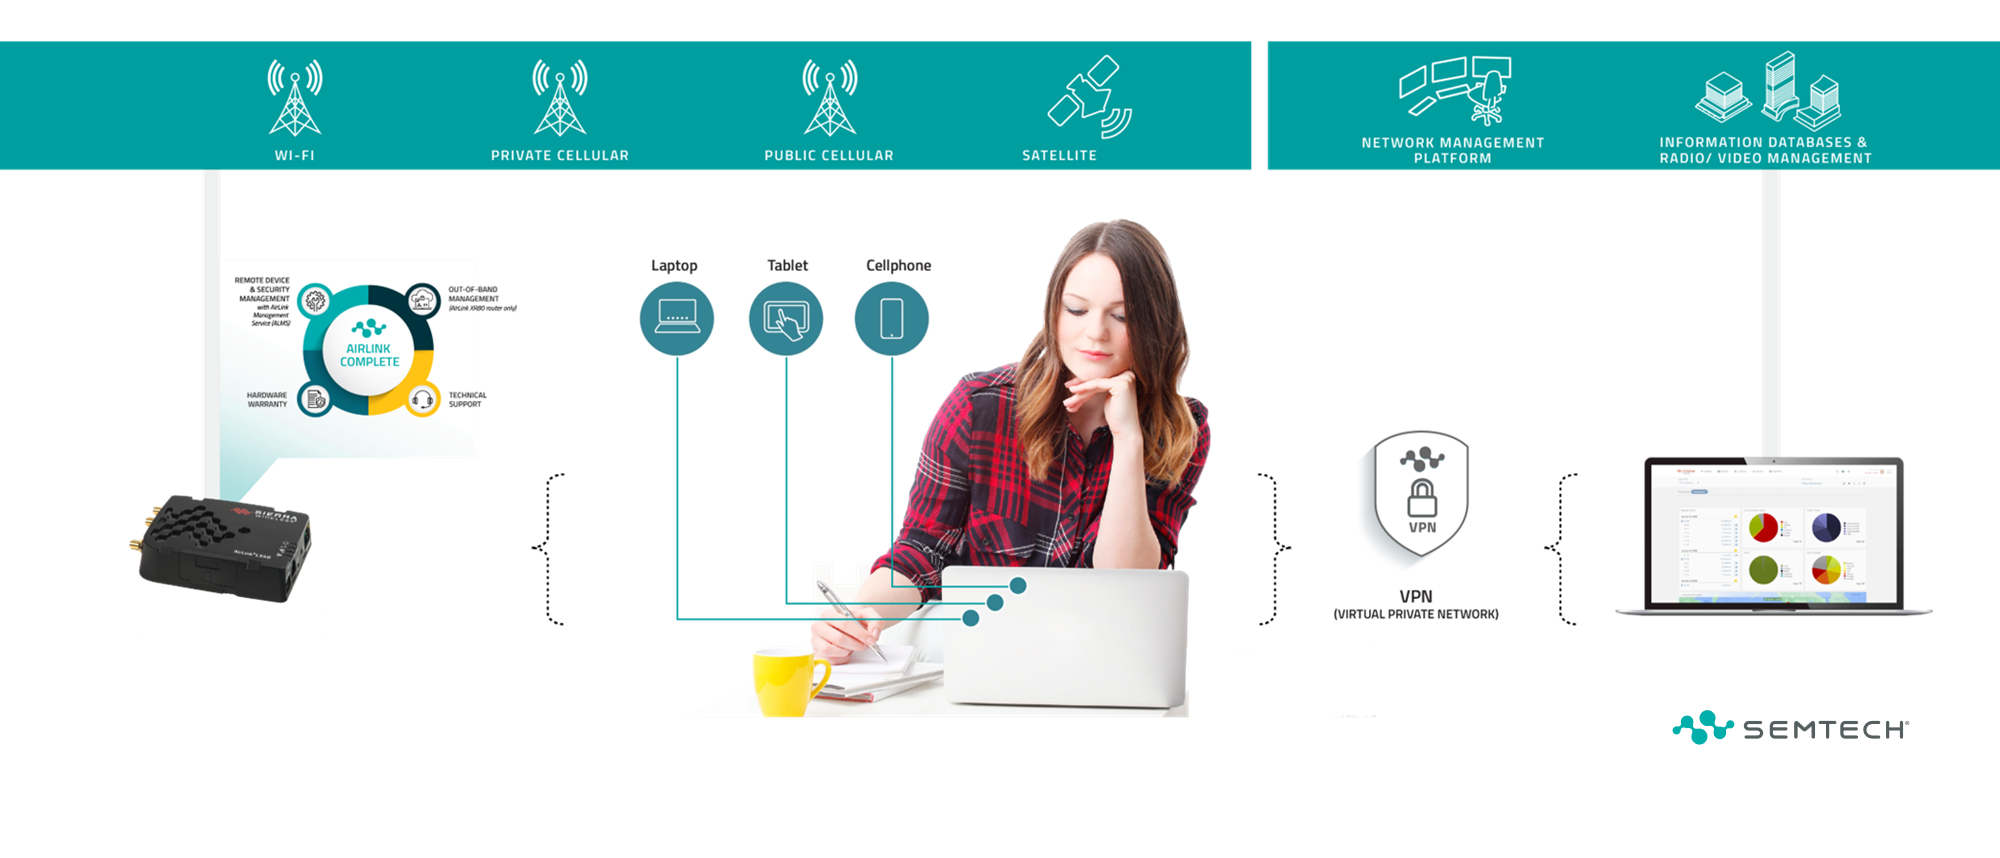 WI-FI
PRIVATE CELLULAR
PUBLIC CELLULAR
SATELLITE
NETWORK MANAGEMENT
PLATFORM
INFORMATION DATABASES &
RADIO/ VIDEO MANAGEMENT
REMOTE DEVICE
& SECURITY
MANAGEMENT
with AirLink
Management
Service (ALMS)
OUT-OF-BAND
MANAGEMENT
(AirLink XR80 router only)
AIRLINK
COMPLETE
HARDWARE
WARRANTY
TECHNICAL
SUPPORT
Laptop
Tablet
Cellphone
SIERRA
WIRELESS
VPN
VPN
(VIRTUAL PRIVATE NETWORK)
SEMTECH®